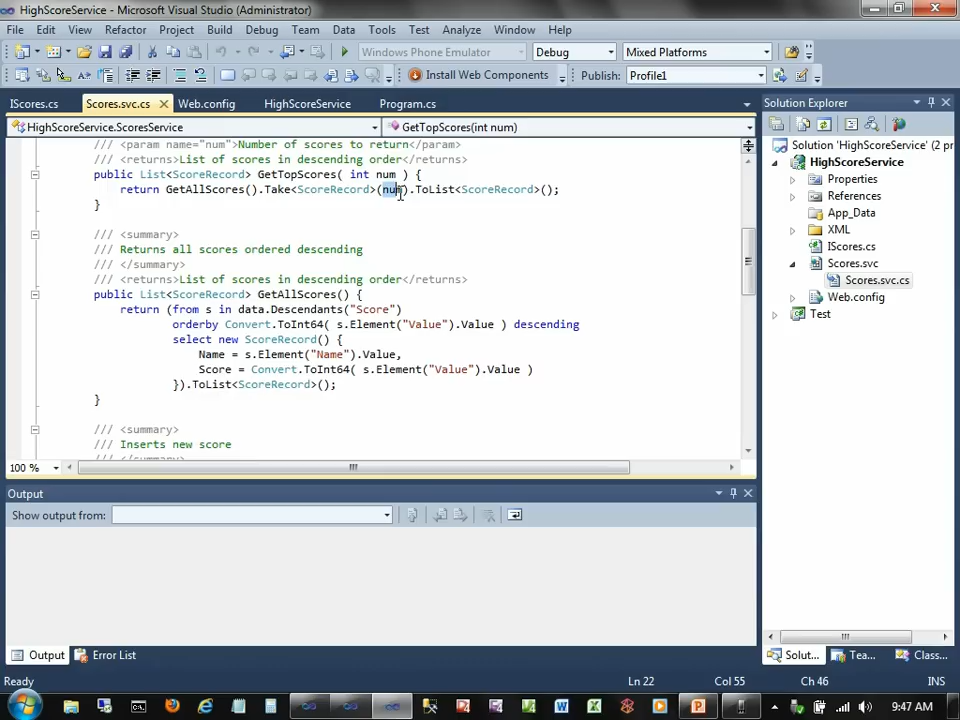 HighScoreService - Microsoft Visual Studio (Administrator)
File Edit View Refactor Project Build Debug Team Data Tools Test Analyze Window Help
Windows Phone Emulator Debug Mixed Platforms
Install Web Components Publish: Profile1
IScores.cs Scores.svc.cs Web.config HighScoreService Program.cs
HighScoreService.ScoresService GetTopScores(int num)
/// <param name="num">Number of scores to return</param>
/// <returns>List of scores in descending order</returns>
public List<ScoreRecord> GetTopScores( int num ) {
return GetAllScores().Take<ScoreRecord>(num).ToList<ScoreRecord>();
}
/// <summary>
/// Returns all scores ordered descending
/// </summary>
/// <returns>List of scores in descending order</returns>
public List<ScoreRecord> GetAllScores() {
return (from s in data.Descendants("Score")
orderby Convert.ToInt64( s.Element("Value").Value ) descending
select new ScoreRecord() {
Name = s.Element("Name").Value,
Score = Convert.ToInt64( s.Element("Value").Value )
}).ToList<ScoreRecord>();
}
/// <summary>
/// Inserts new score
/// </summary>
100 %
Output
Show output from:
Output Error List
Solution Explorer
Solution 'HighScoreService' (2 pr
HighScoreService
Properties
References
App_Data
XML
IScores.cs
Scores.svc
Scores.svc.cs
Web.config
Test
Solut... Tea... Class...
Ready Ln 22 Col 55 Ch 46 INS
9:47 AM